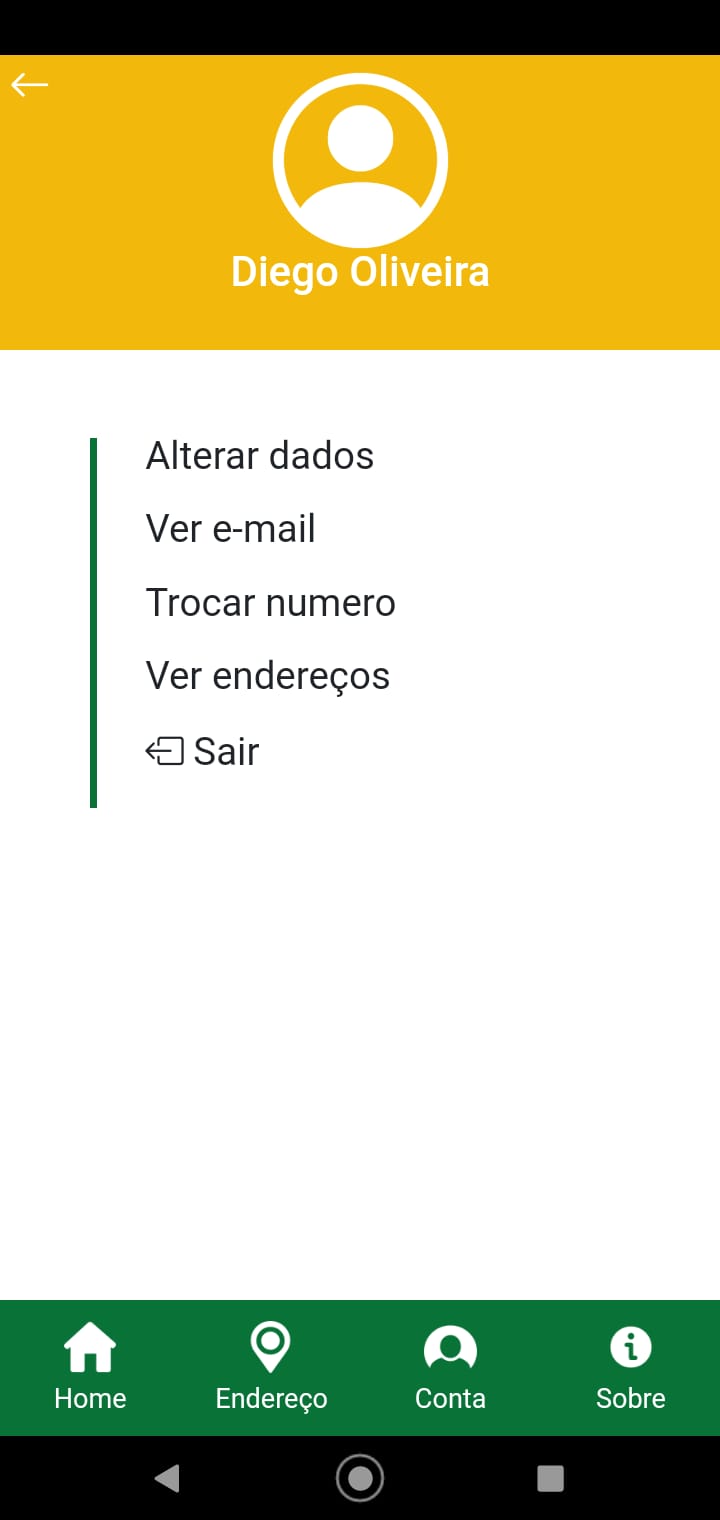 Diego Oliveira
Alterar dados
Ver e-mail
Trocar numero
Ver endereços
Sair
Home
Endereço
Conta
Sobre